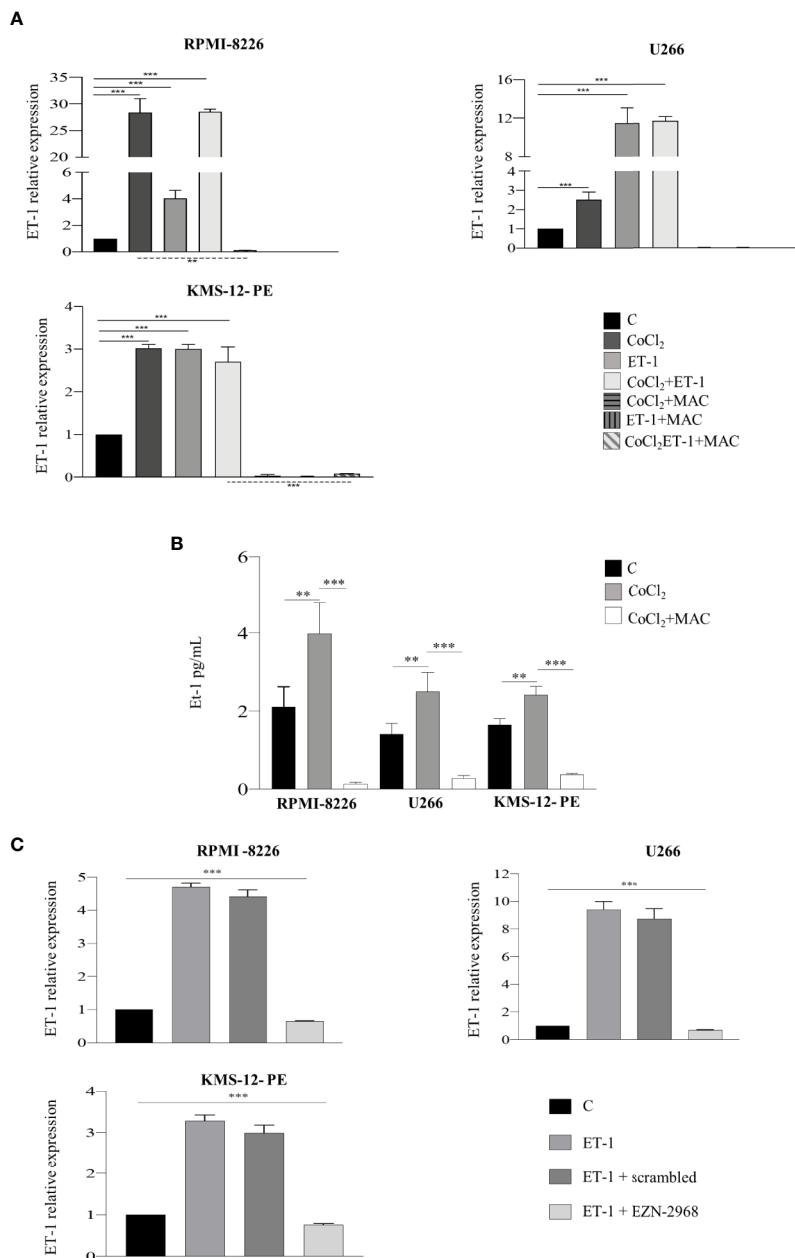 A
RPMI-8226
ET-1 relative expression
35
30
25
20
6
4
2
0
***
***
***
**
U266
ET-1 relative expression
16
12
8
4
3
2
1
0
***
***
***
KMS-12-PE
ET-1 relative expression
4
3
2
1
0
***
***
***
***
C
CoCl₂
ET-1
CoCl₂+ET-1
CoCl₂+MAC
ET-1+MAC
CoCl₂ET-1+MAC
B
Et-1 pg/mL
6
4
2
0
** ***
** ***
** ***
RPMI-8226 U266 KMS-12-PE
C
CoCl₂
CoCl₂+MAC
C
RPMI -8226
ET-1 relative expression
5
4
3
2
1
0
***
U266
ET-1 relative expression
12
10
8
6
4
2
0
***
KMS-12-PE
ET-1 relative expression
4
3
2
1
0
***
C
ET-1
ET-1 + scrambled
ET-1 + EZN-2968